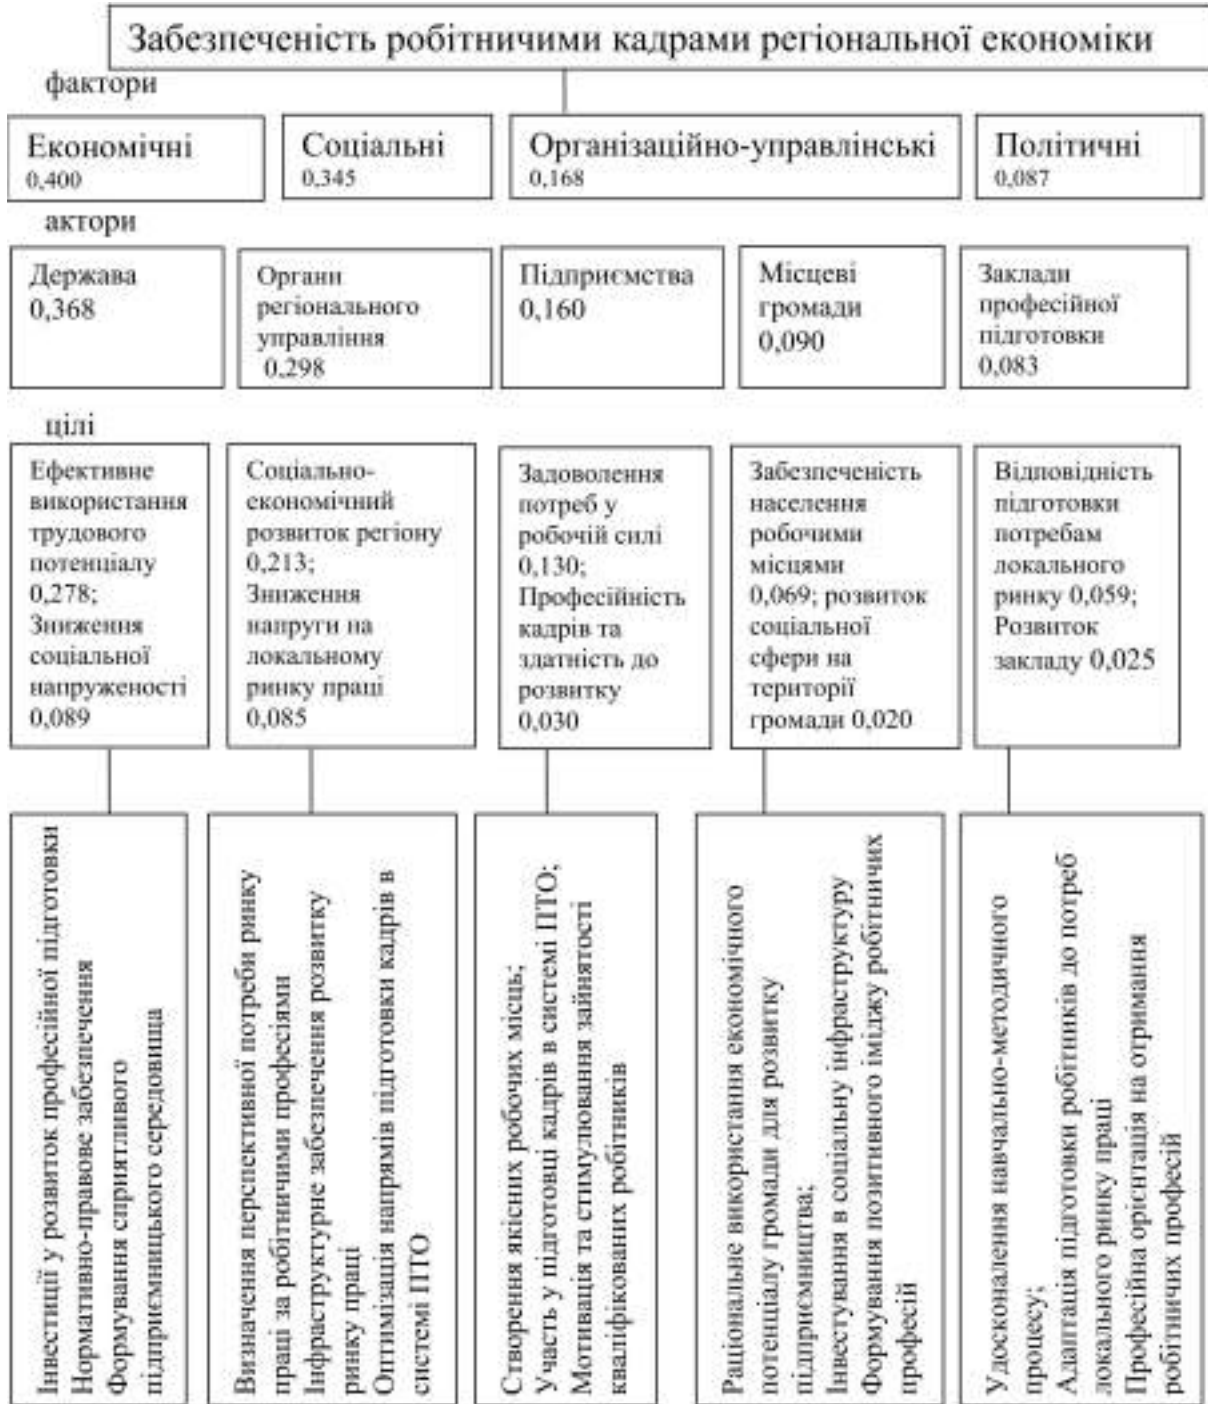 Забезпеченість робітничими кадрами регіональної економіки
фактори
Економічні
0,400
Соціальні
0,345
Організаційно-управлінські
0,168
Політичні
0,087
актори
Держава
0,368
Органи
регіонального
управління
0,298
Підприємства
0,160
Місцеві
громади
0,090
Заклади
професійної
підготовки
0,083
цілі
Ефективне
використання
трудового
потенціалу
0,278;
Зниження
соціальної
напруженості
0,089
Соціально-
економічний
розвиток регіону
0,213;
Зниження
напруги на
локальному
ринку праці
0,085
Задоволення
потреб у
робочій силі
0,130;
Професійність
кадрів та
здатність до
розвитку
0,030
Забезпеченість
населення
робочими
місцями
0,069; розвиток
соціальної
сфери на
території
громади 0,020
Відповідність
підготовки
потребам
локального
ринку 0,059;
Розвиток
закладу 0,025
Інвестиції у розвиток професійної підготовки
Нормативно-правове забезпечення
Формування сприятливого
підприємницького середовища
Визначення перспективної потреби ринку
праці за робітничими професіями
Інфраструктурне забезпечення розвитку
ринку праці
Оптимізація напрямів підготовки кадрів в
системі ПТО
Створення якісних робочих місць;
Участь у підготовці кадрів в системі ПТО;
Мотивація та стимулювання зайнятості
кваліфікованих робітників
Раціональне використання економічного
потенціалу громади для розвитку
підприємництва;
Інвестування в соціальну інфраструктуру
Формування позитивного іміджу робітничих
професій
Удосконалення навчально-методичного
процесу;
Адаптація підготовки робітників до потреб
локального ринку праці
Професійна орієнтація на отримання
робітничих професій